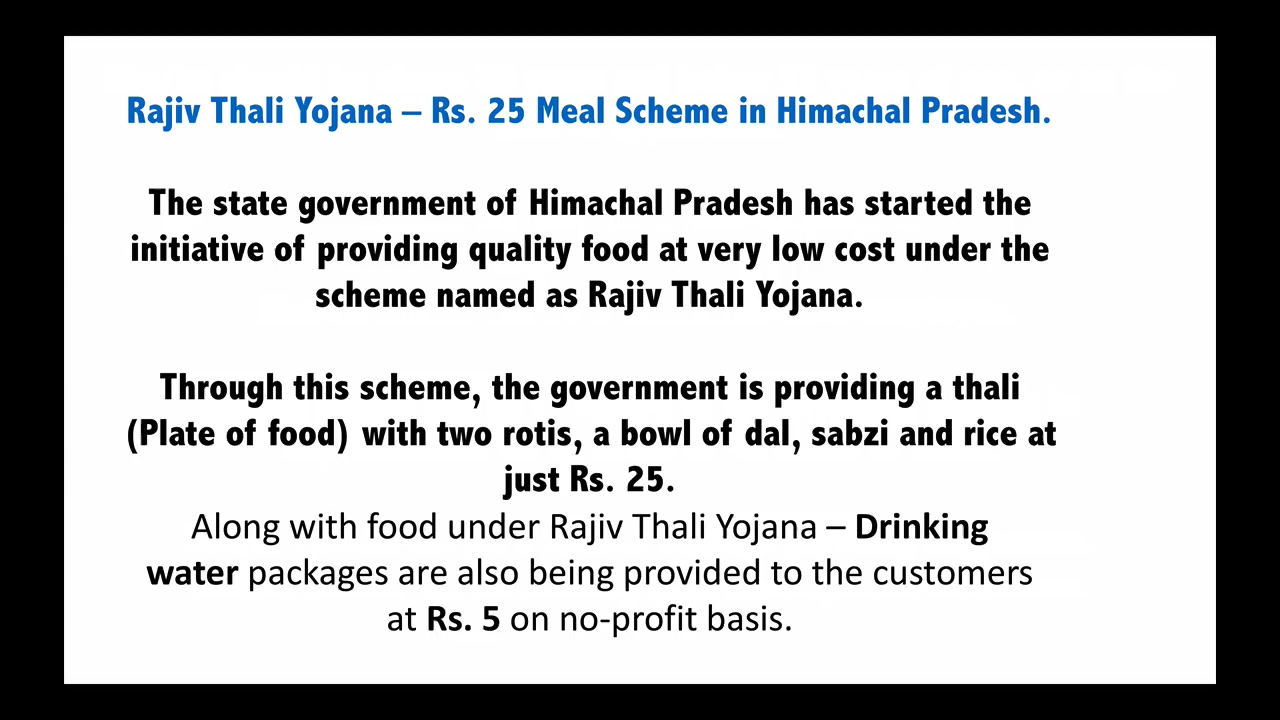 Rajiv Thali Yojana – Rs. 25 Meal Scheme in Himachal Pradesh.
The state government of Himachal Pradesh has started the
initiative of providing quality food at very low cost under the
scheme named as Rajiv Thali Yojana.
Through this scheme, the government is providing a thali
(Plate of food) with two rotis, a bowl of dal, sabzi and rice at
just Rs. 25.
Along with food under Rajiv Thali Yojana – Drinking
water packages are also being provided to the customers
at Rs. 5 on no-profit basis.